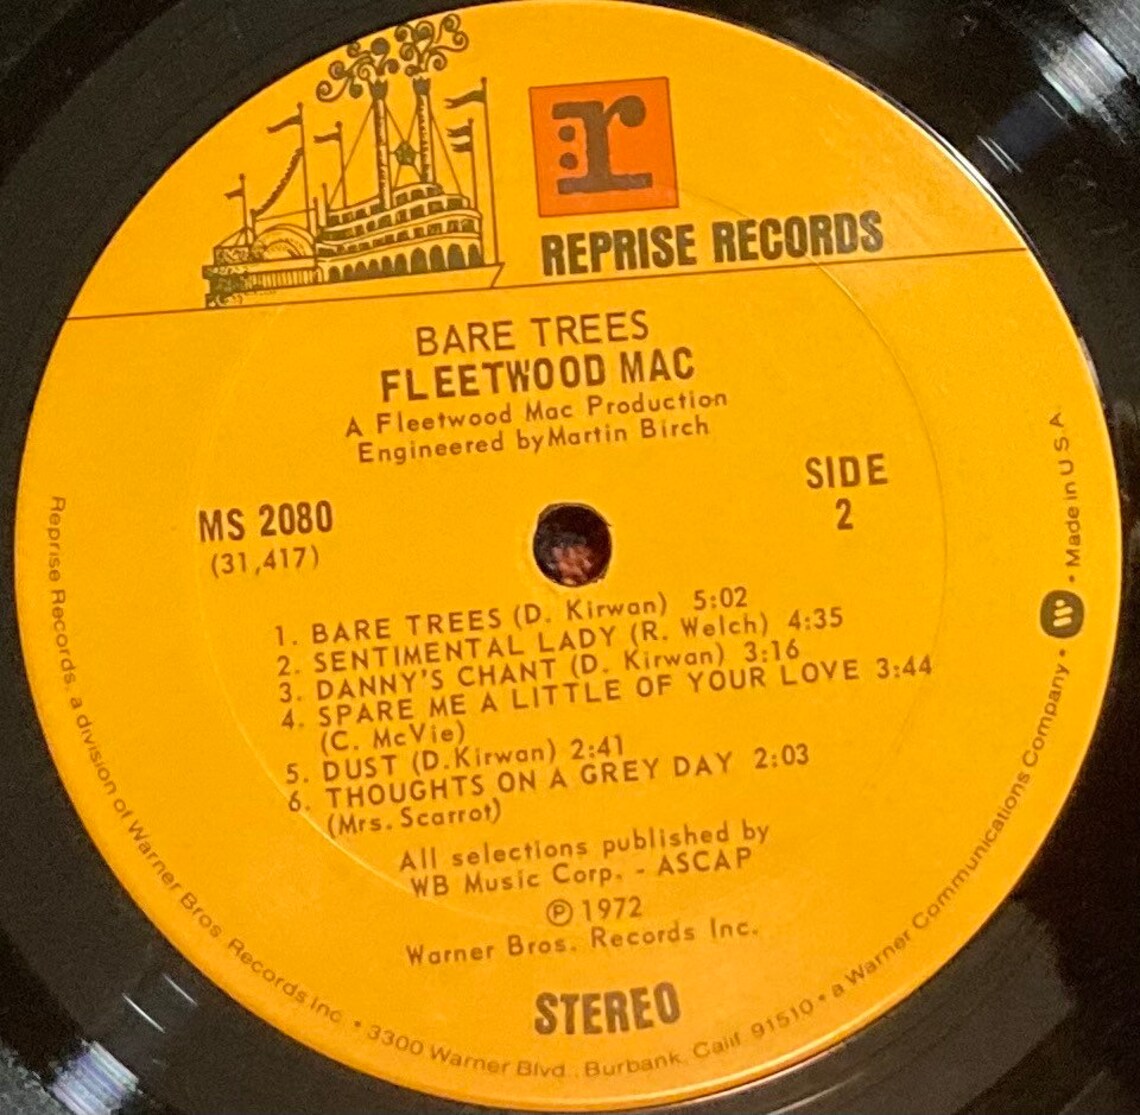 r:
REPRISE RECORDS
BARE TREES
FLEETWOOD MAC
A Fleetwood Mac Production
Engineered by Martin Birch
SIDE
2
MS 2080
(31,417)
1. BARE TREES (D. Kirwan) 5:02
2. SENTIMENTAL LADY (R. Welch) 4:35
3. DANNY'S CHANT (D. Kirwan) 3:16
4. SPARE ME A LITTLE OF YOUR LOVE 3:44
(C. McVie)
5. DUST (D.Kirwan) 2:41
6. THOUGHTS ON A GREY DAY 2:03
(Mrs. Scarrot)
All selections published by
WB Music Corp. - ASCAP
℗ 1972
Warner Bros. Records Inc.
STEREO
Reprise Records, a division of Warner Bros. Records Inc. • 3300 Warner Blvd., Burbank, Calif. 91510 • a Warner Communications Company • W • Made in U.S.A.